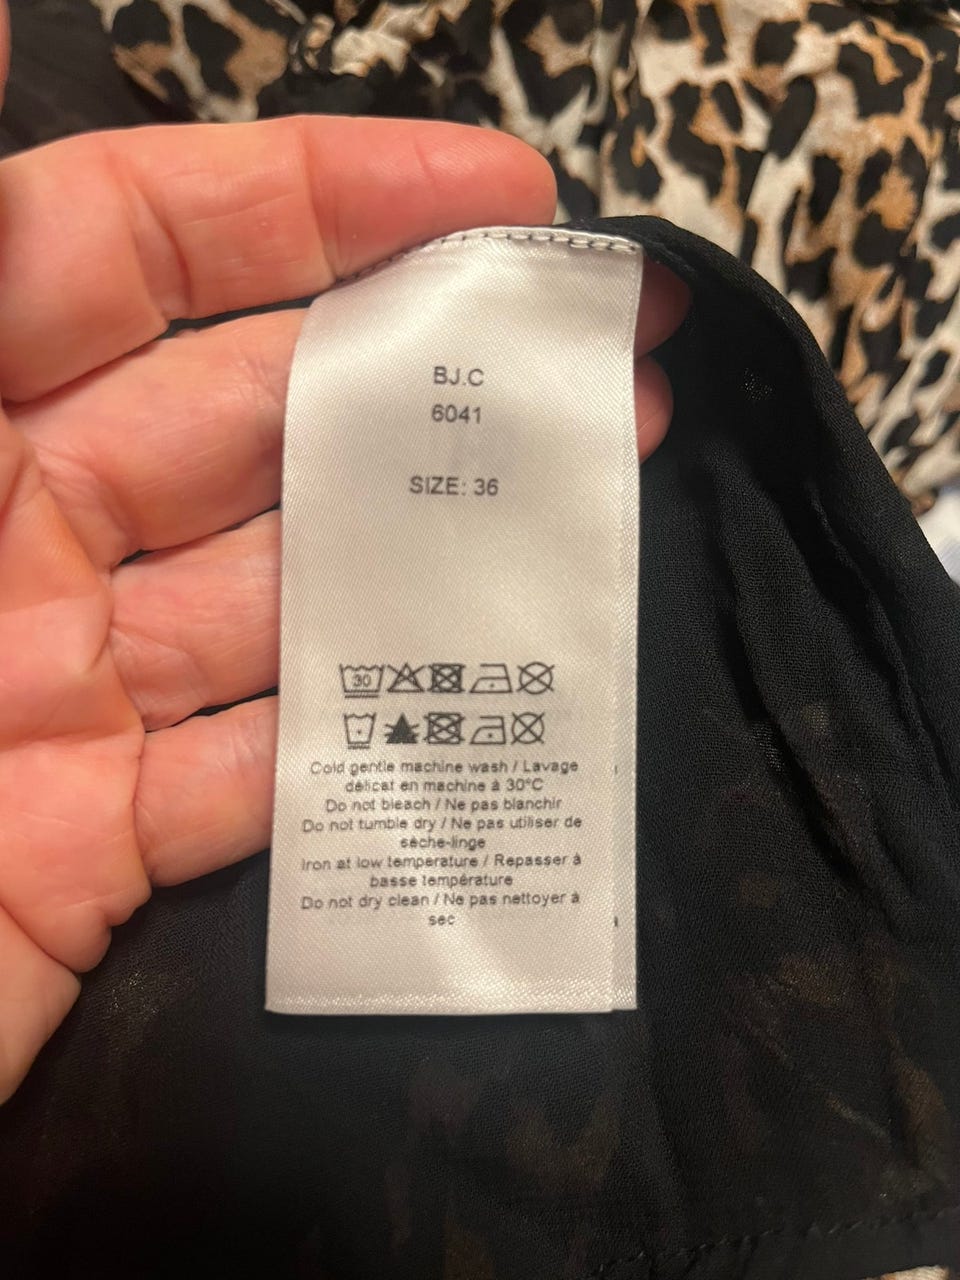 BJ.C
6041
SIZE: 36
30
Cold gentle machine wash / Lavage
délicat en machine à 30°C
Do not bleach / Ne pas blanchir
Do not tumble dry / Ne pas utiliser de
sèche-linge
Iron at low temperature / Repasser à
basse température
Do not dry clean / Ne pas nettoyer à
sec